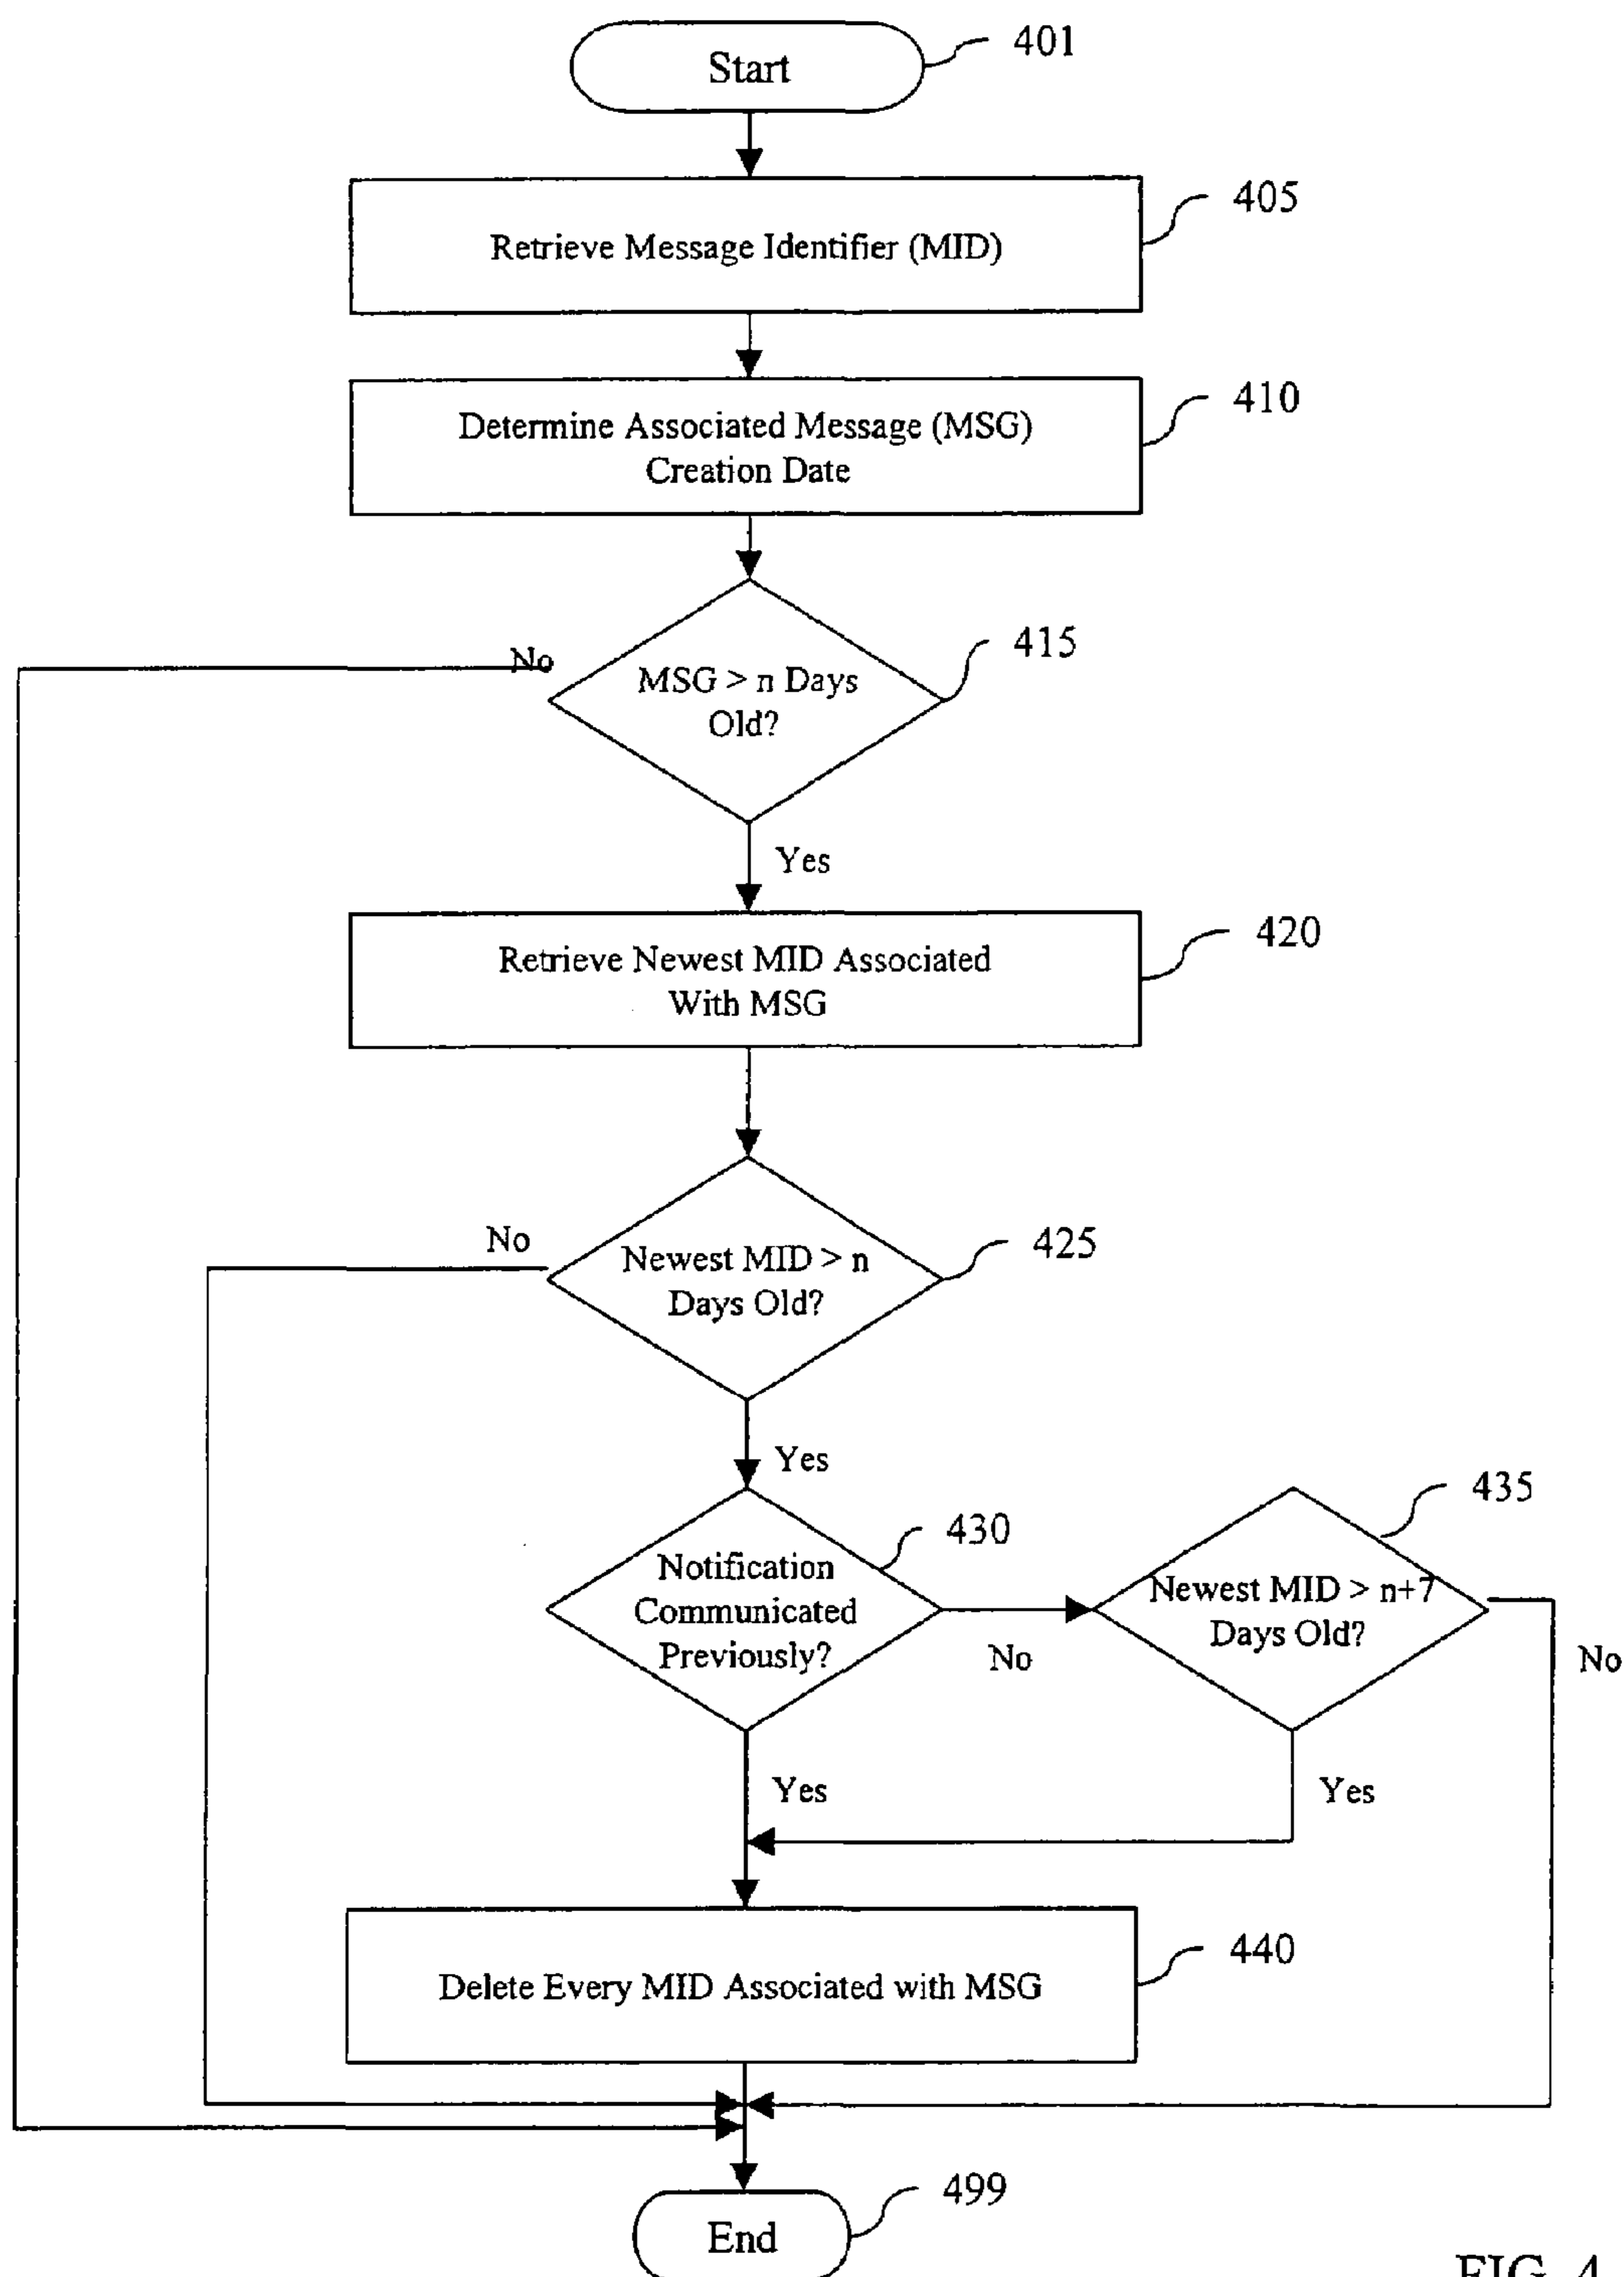 Start
401
Retrieve Message Identifier (MID)
405
Determine Associated Message (MSG)
Creation Date
410
No
MSG > n Days
Old?
415
Yes
Retrieve Newest MID Associated
With MSG
420
No
Newest MID > n
Days Old?
425
Yes
Notification
Communicated
Previously?
430
No
Newest MID > n+7
Days Old?
435
No
Yes
Yes
Delete Every MID Associated with MSG
440
End
499
FIG. 4